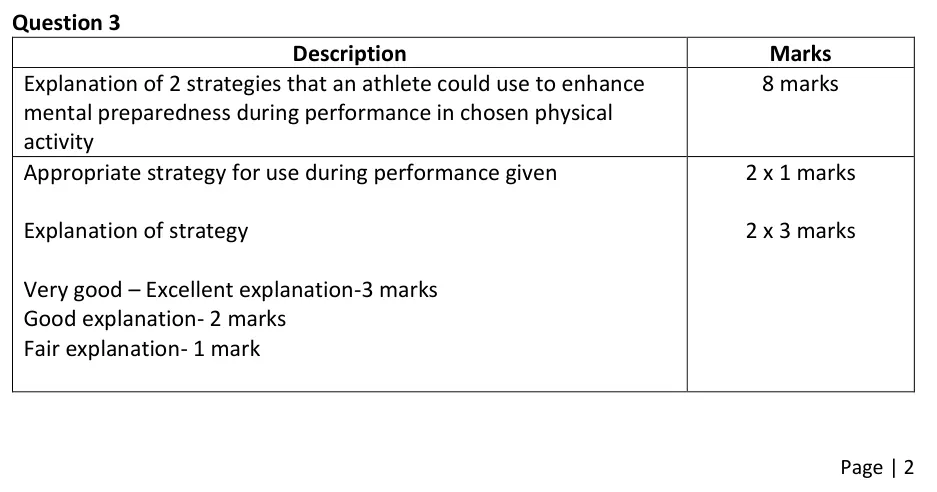 Question 3
Description Marks
Explanation of 2 strategies that an athlete could use to enhance 8 marks
mental preparedness during performance in chosen physical
activity
Appropriate strategy for use during performance given 2 x 1 marks
Explanation of strategy 2 x 3 marks
Very good – Excellent explanation-3 marks
Good explanation- 2 marks
Fair explanation- 1 mark
Page | 2